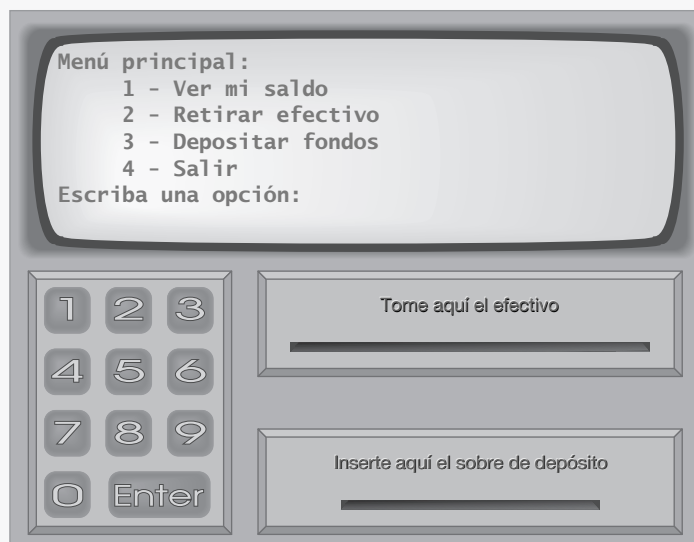 Menú principal:
1 - Ver mi saldo
2 - Retirar efectivo
3 - Depositar fondos
4 - Salir
Escriba una opción:
1 2 3
4 5 6
7 8 9
0 Enter
Tome aquí el efectivo
Inserte aquí el sobre de depósito